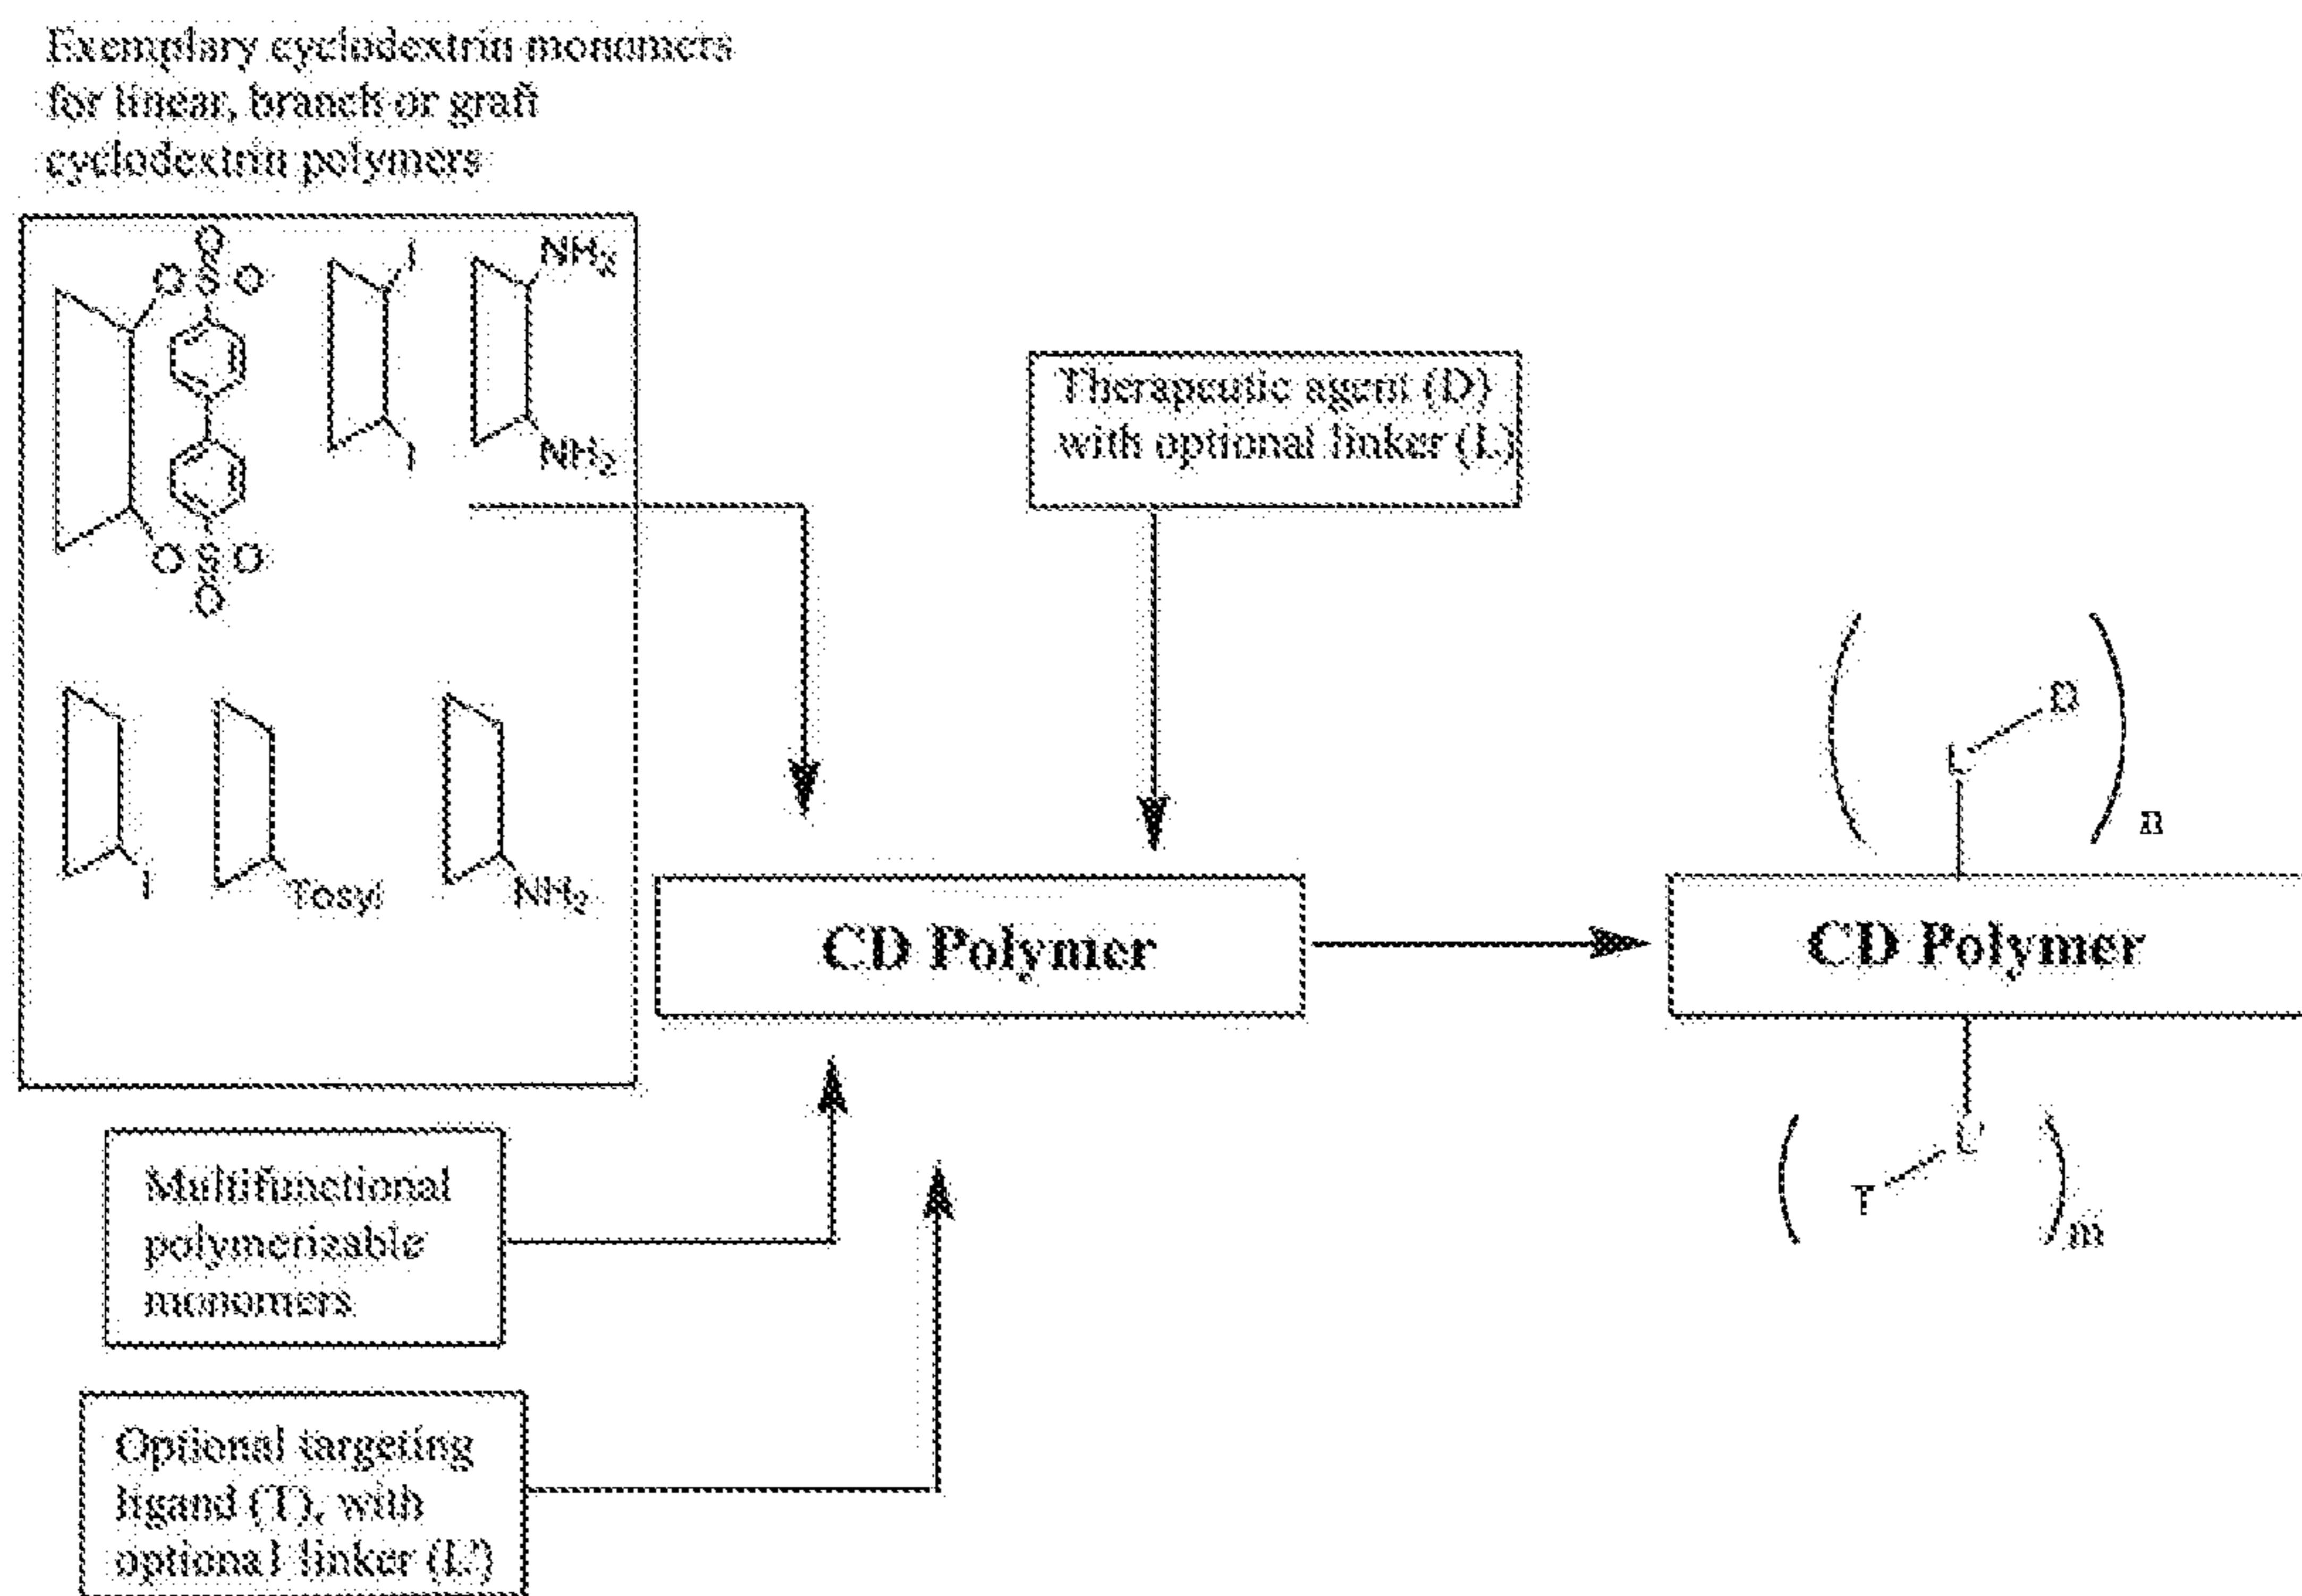 Exemplary cyclodextrin monomers
for linear, branch or graft
cyclodextrin polymers
O
O S O
I
NH2
I
NH2
O S O
O
I
Tosyl
NH2
Therapeutic agent (D)
with optional linker (L)
CD Polymer
Multifunctional
polymerizable
monomers
Optional targeting
ligand (T), with
optional linker (L')
D
L
n
CD Polymer
L'
T
m